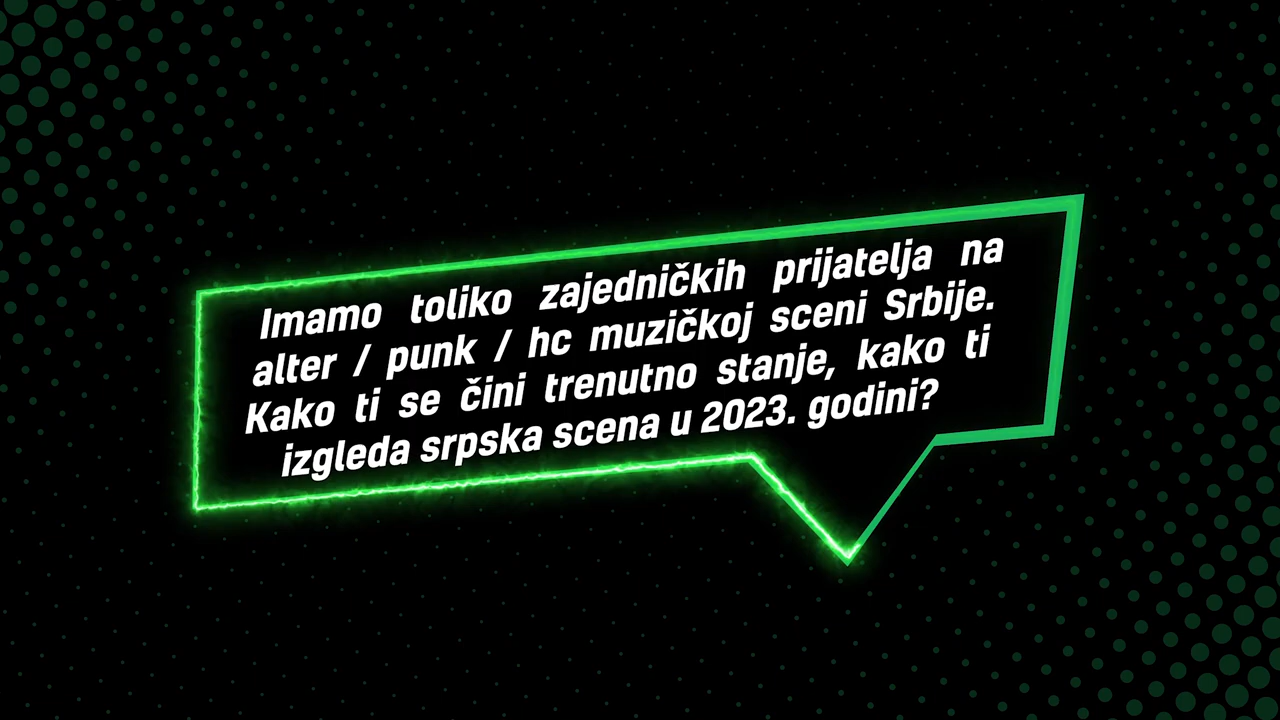 Imamo toliko zajedničkih prijatelja na
alter / punk / hc muzičkoj sceni Srbije.
Kako ti se čini trenutno stanje, kako ti
izgleda srpska scena u 2023. godini?